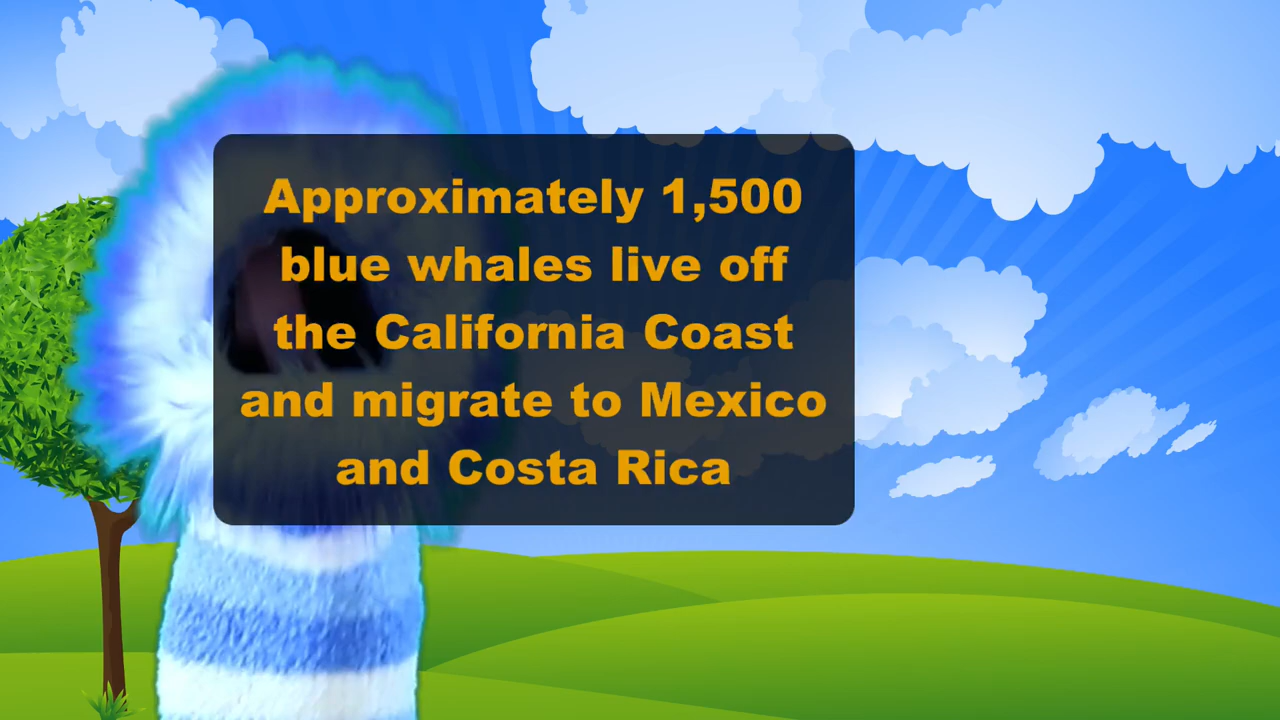 Approximately 1,500
blue whales live off
the California Coast
and migrate to Mexico
and Costa Rica